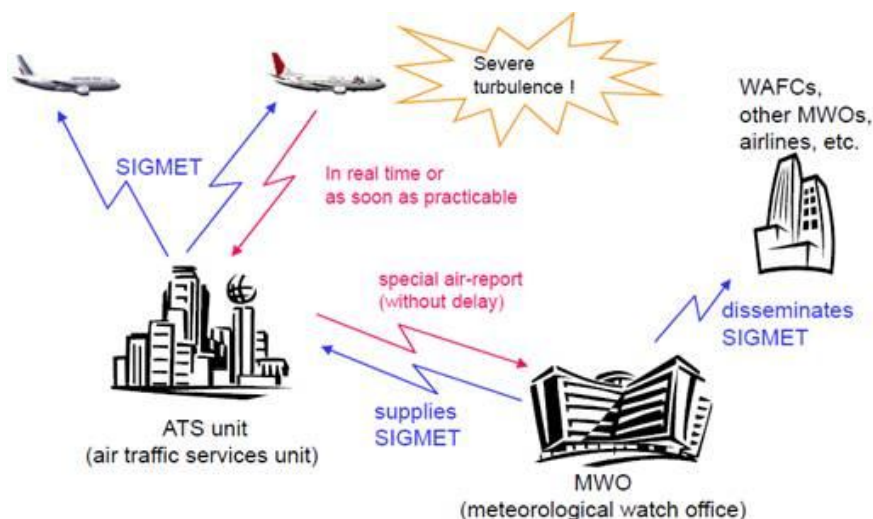 Severe
turbulence !
WAFCs,
other MWOs,
airlines, etc.
SIGMET
In real time or
as soon as practicable
special air-report
(without delay)
disseminates
SIGMET
supplies
SIGMET
ATS unit
(air traffic services unit)
MWO
(meteorological watch office)